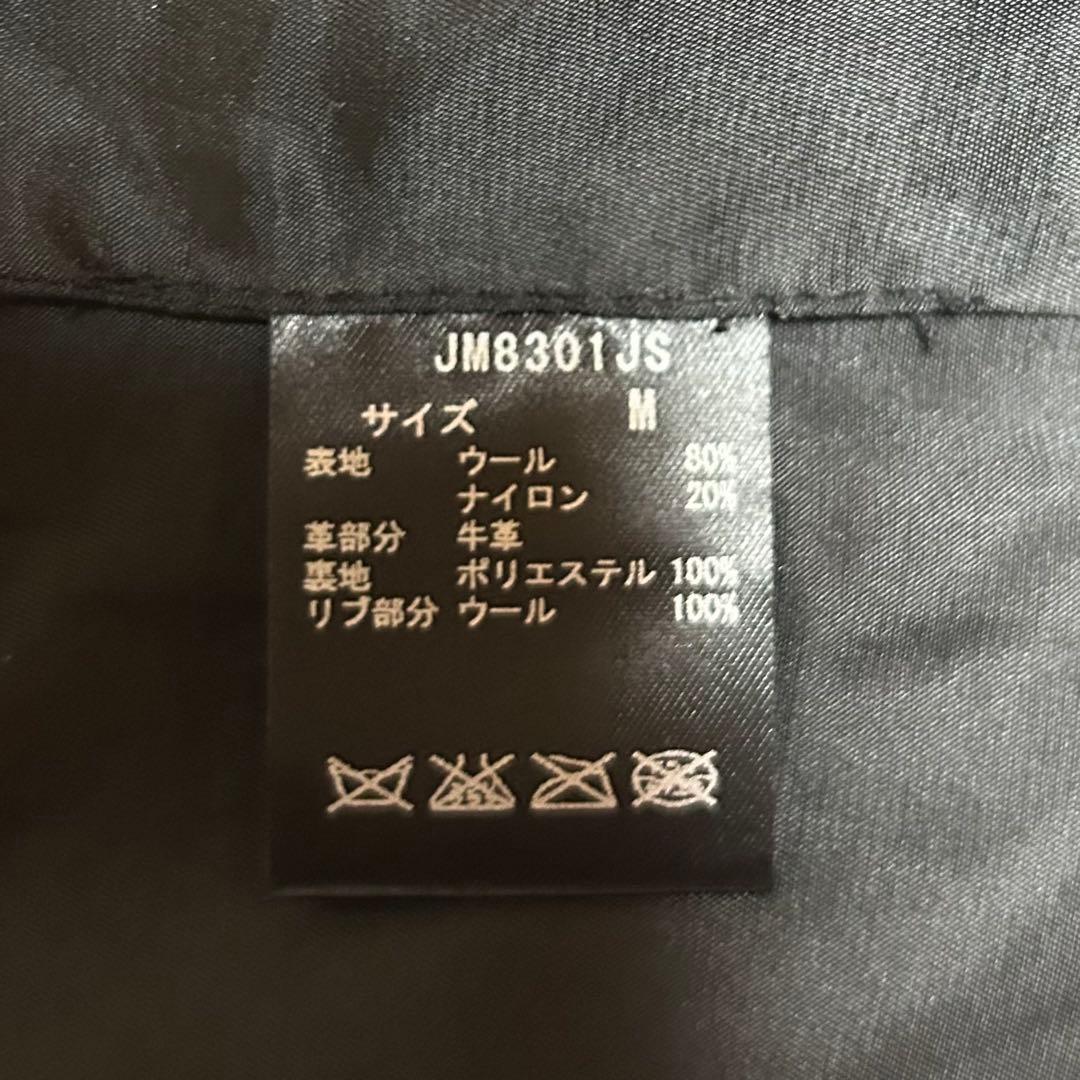 JM8301JS
サイズ M
表地 ウール 80%
ナイロン 20%
革部分 牛革
裏地 ポリエステル 100%
リブ部分 ウール 100%